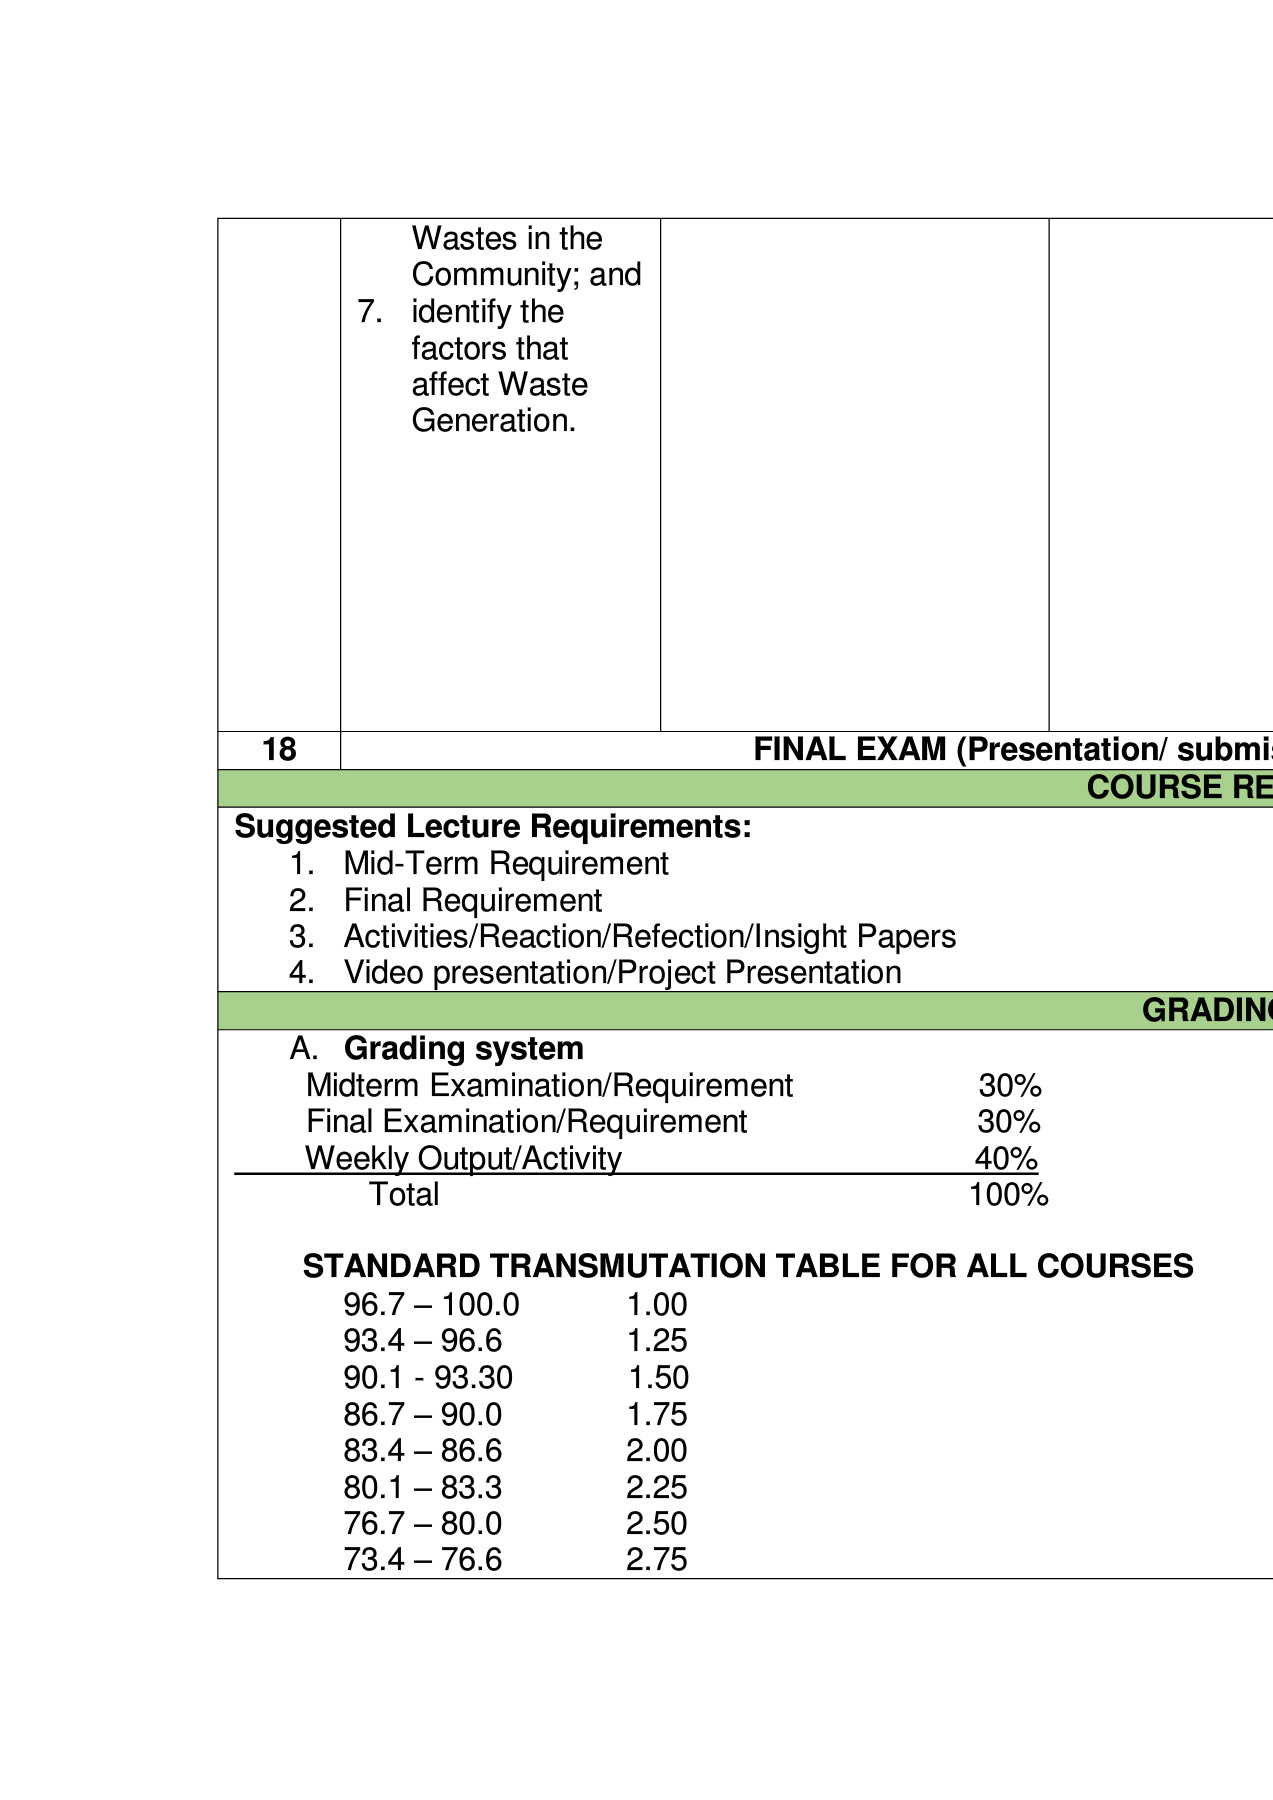 Wastes in the
Community; and
7. identify the
factors that
affect Waste
Generation.
18 FINAL EXAM (Presentation/ submis
COURSE RE
Suggested Lecture Requirements:
1. Mid-Term Requirement
2. Final Requirement
3. Activities/Reaction/Refection/Insight Papers
4. Video presentation/Project Presentation
GRADING
A. Grading system
Midterm Examination/Requirement 30%
Final Examination/Requirement 30%
Weekly Output/Activity 40%
Total 100%
STANDARD TRANSMUTATION TABLE FOR ALL COURSES
96.7 – 100.0 1.00
93.4 – 96.6 1.25
90.1 - 93.30 1.50
86.7 – 90.0 1.75
83.4 – 86.6 2.00
80.1 – 83.3 2.25
76.7 – 80.0 2.50
73.4 – 76.6 2.75